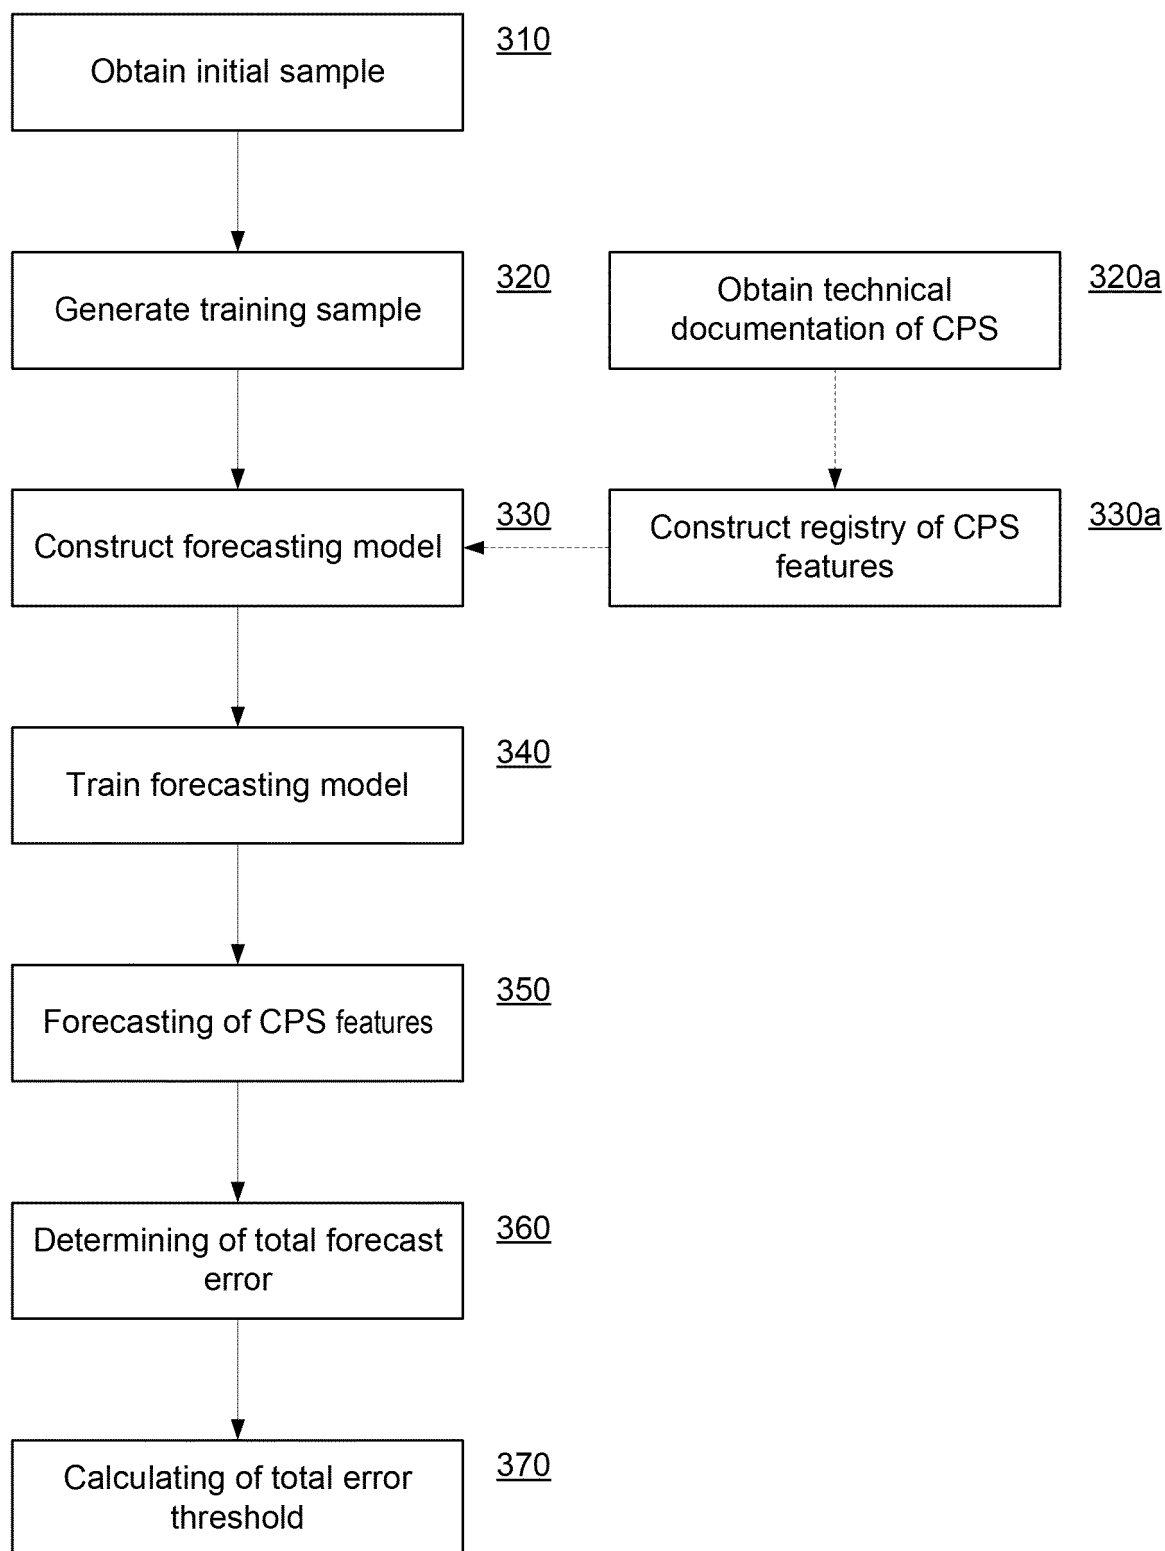 310
Obtain initial sample
320
Generate training sample
320a
Obtain technical
documentation of CPS
330
Construct forecasting model
330a
Construct registry of CPS
features
340
Train forecasting model
350
Forecasting of CPS features
360
Determining of total forecast
error
370
Calculating of total error
threshold